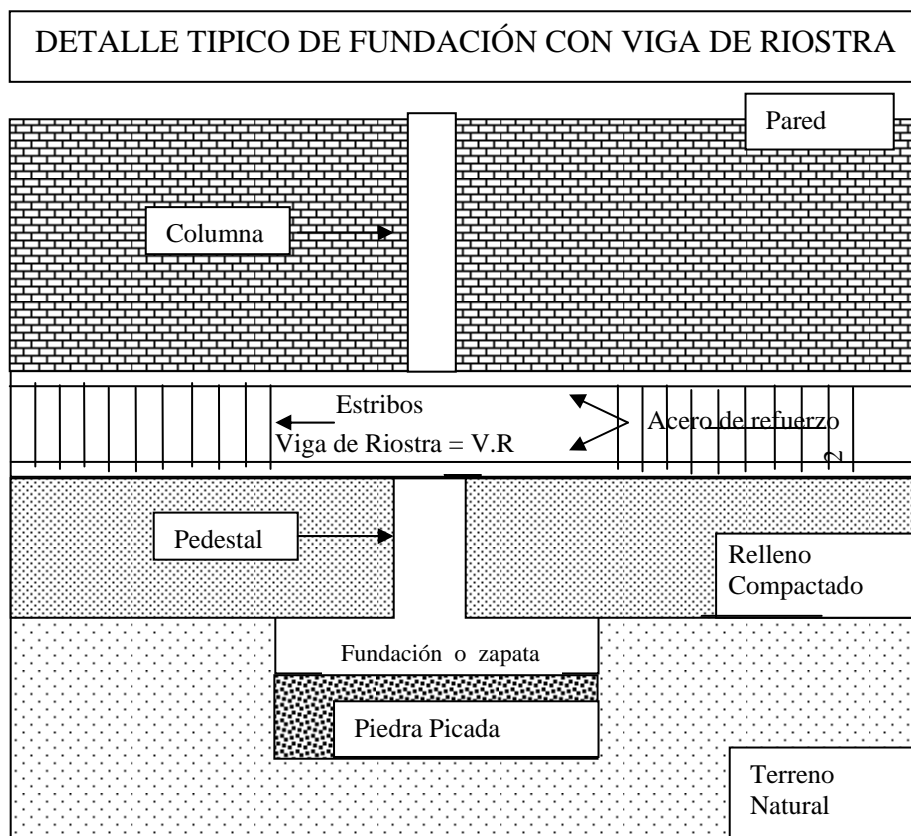 DETALLE TIPICO DE FUNDACIÓN CON VIGA DE RIOSTRA
Pared
Columna
Estribos
Acero de refuerzo
Viga de Riostra = V.R
2
Pedestal
Relleno
Compactado
Fundación o zapata
Piedra Picada
Terreno
Natural